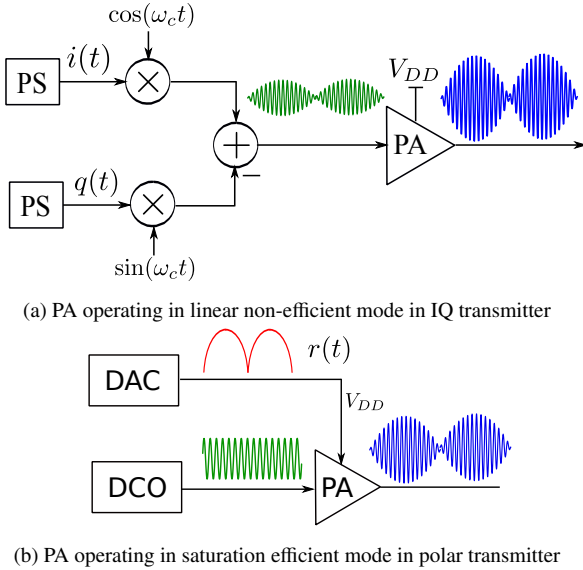 cos(ω_c t)
PS
i(t)
×
V_DD
PA
+
−
PS
q(t)
×
sin(ω_c t)
(a) PA operating in linear non-efficient mode in IQ transmitter
DAC
r(t)
V_DD
DCO
PA
(b) PA operating in saturation efficient mode in polar transmitter